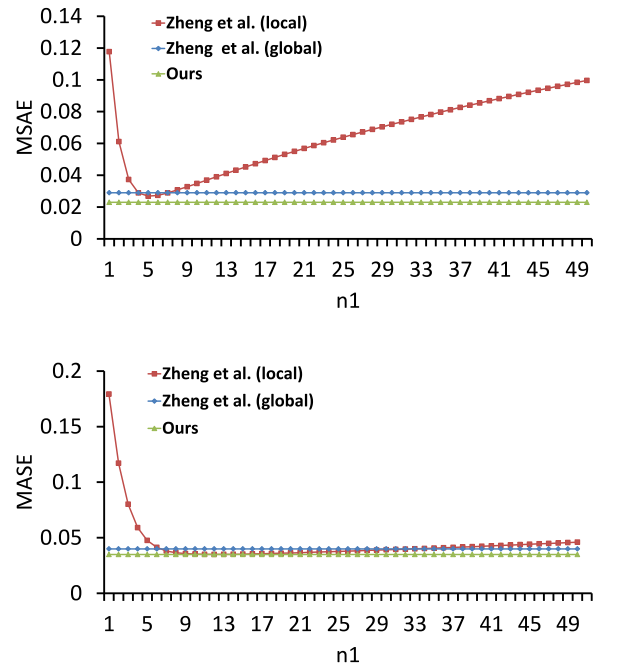 0.14
0.12
0.1
0.08
0.06
0.04
0.02
0
MSAE
Zheng et al. (local)
Zheng et al. (global)
Ours
1 5 9 13 17 21 25 29 33 37 41 45 49
n1
0.2
0.15
0.1
0.05
0
MASE
Zheng et al. (local)
Zheng et al. (global)
Ours
1 5 9 13 17 21 25 29 33 37 41 45 49
n1